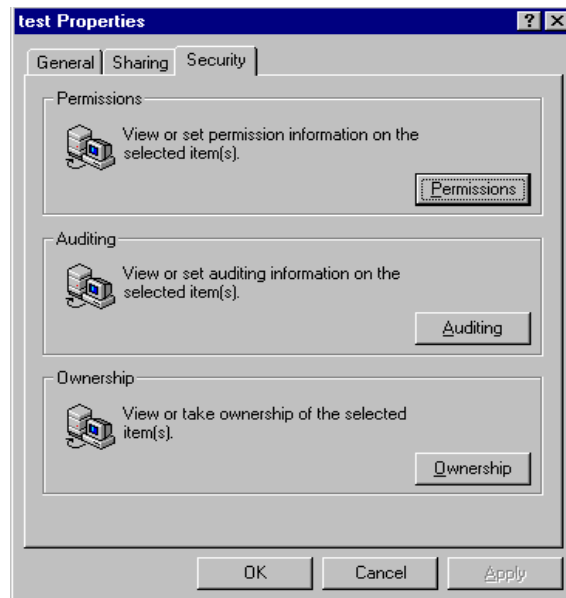 test Properties
General Sharing Security
Permissions
View or set permission information on the
selected item(s).
Permissions
Auditing
View or set auditing information on the
selected item(s).
Auditing
Ownership
View or take ownership of the selected
item(s).
Ownership
OK Cancel Apply